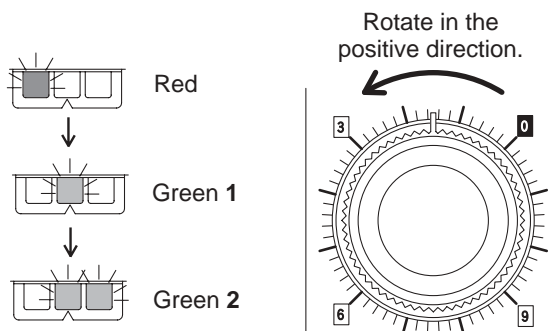 Red
Green 1
Green 2
Rotate in the
positive direction.
3
0
6
9